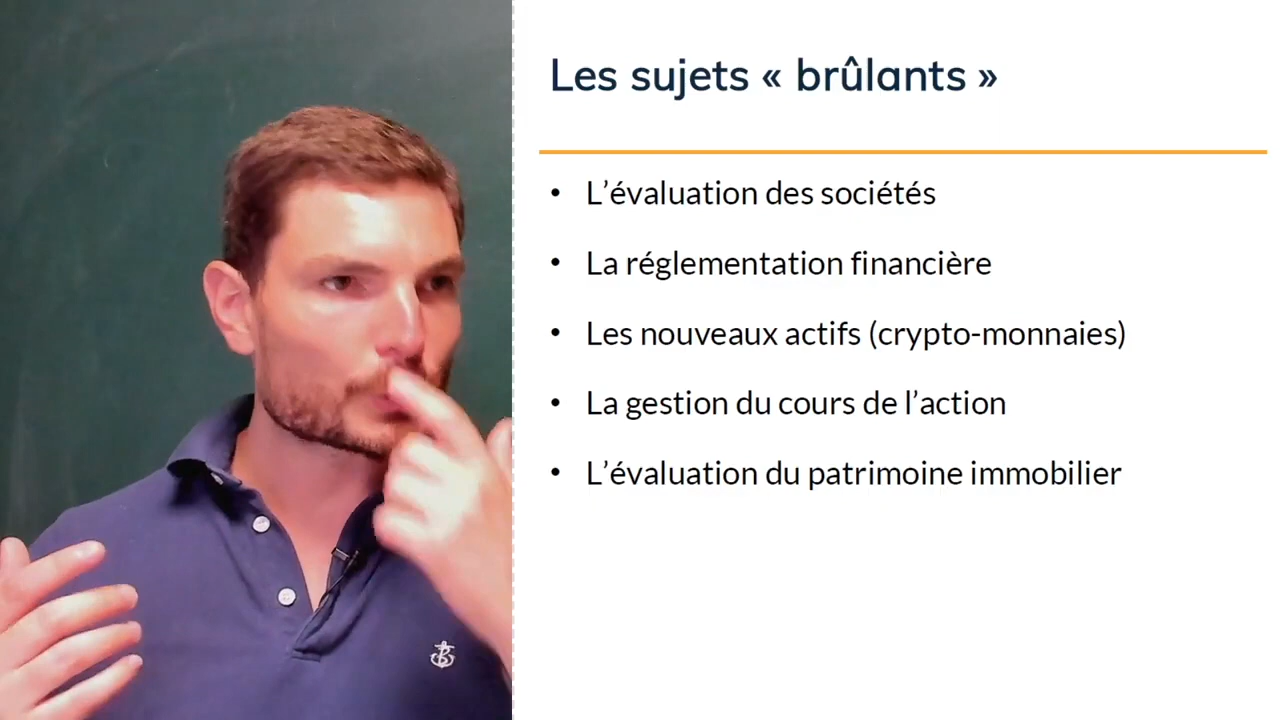 Les sujets « brûlants »
• L’évaluation des sociétés
• La réglementation financière
• Les nouveaux actifs (crypto-monnaies)
• La gestion du cours de l’action
• L’évaluation du patrimoine immobilier